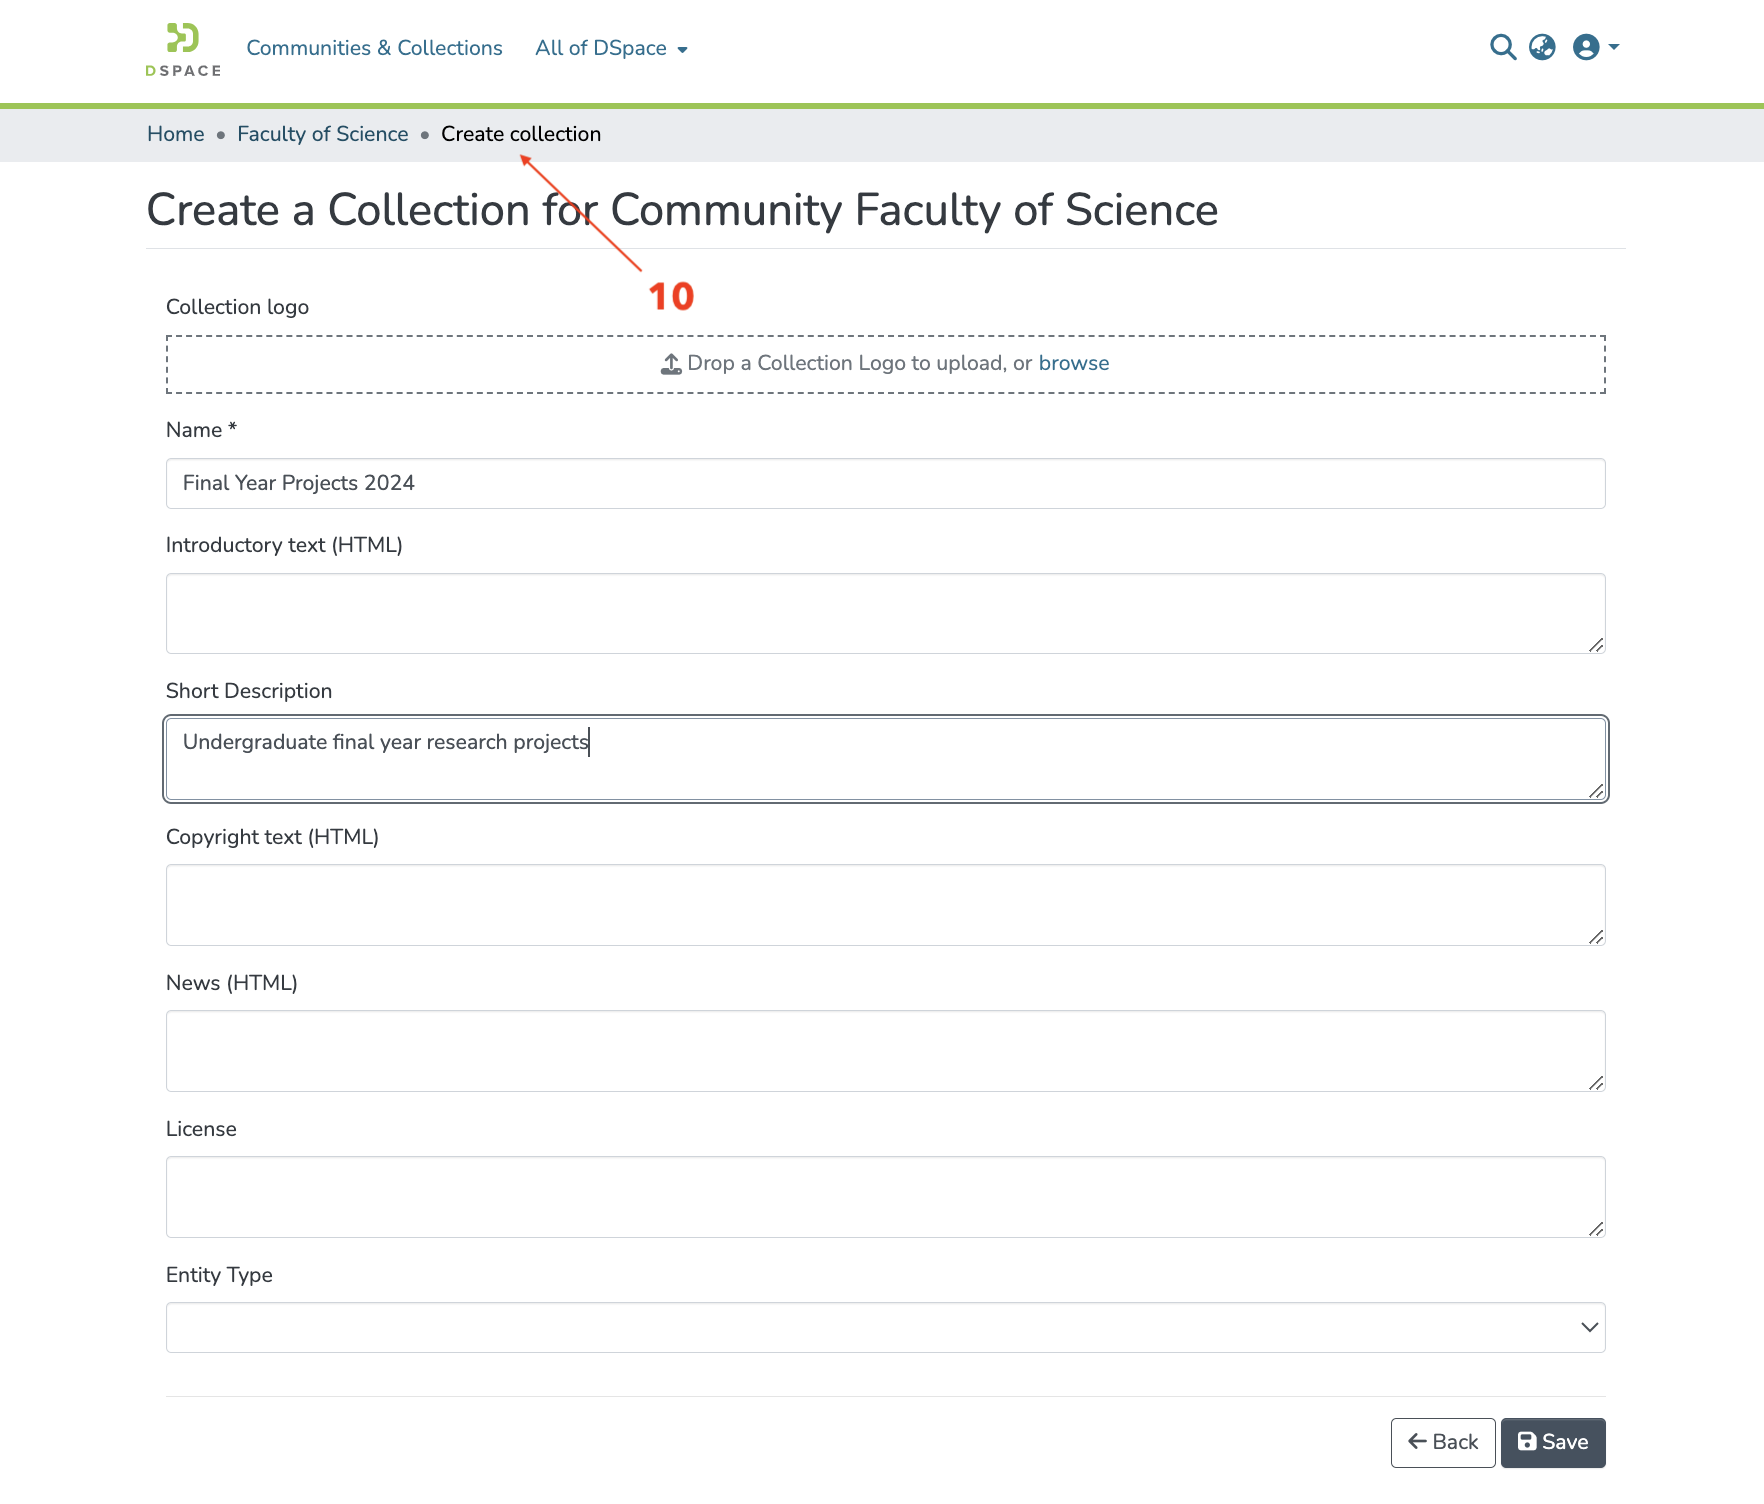 DSPACE
Communities & Collections
All of DSpace
Home • Faculty of Science • Create collection
Create a Collection for Community Faculty of Science
10
Collection logo
Drop a Collection Logo to upload, or browse
Name *
Final Year Projects 2024
Introductory text (HTML)
Short Description
Undergraduate final year research projects
Copyright text (HTML)
News (HTML)
License
Entity Type
Back
Save